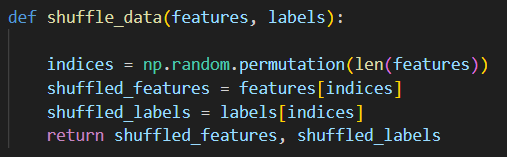 def shuffle_data(features, labels):
    indices = np.random.permutation(len(features))
    shuffled_features = features[indices]
    shuffled_labels = labels[indices]
    return shuffled_features, shuffled_labels